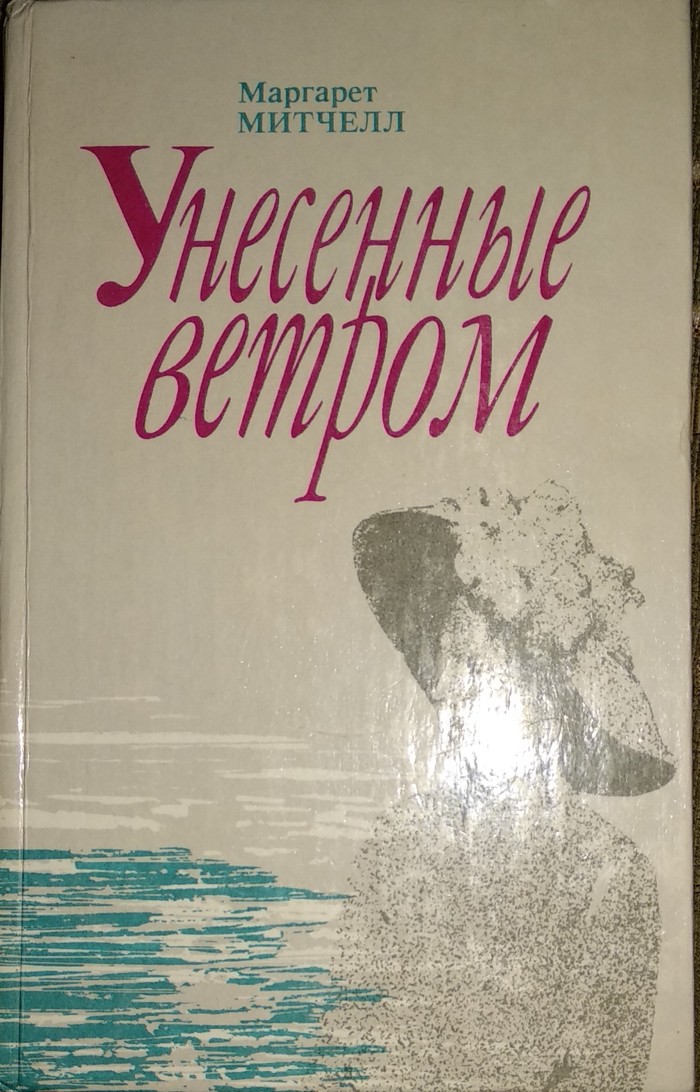 Маргарет
МИТЧЕЛЛ
Унесенные
ветром